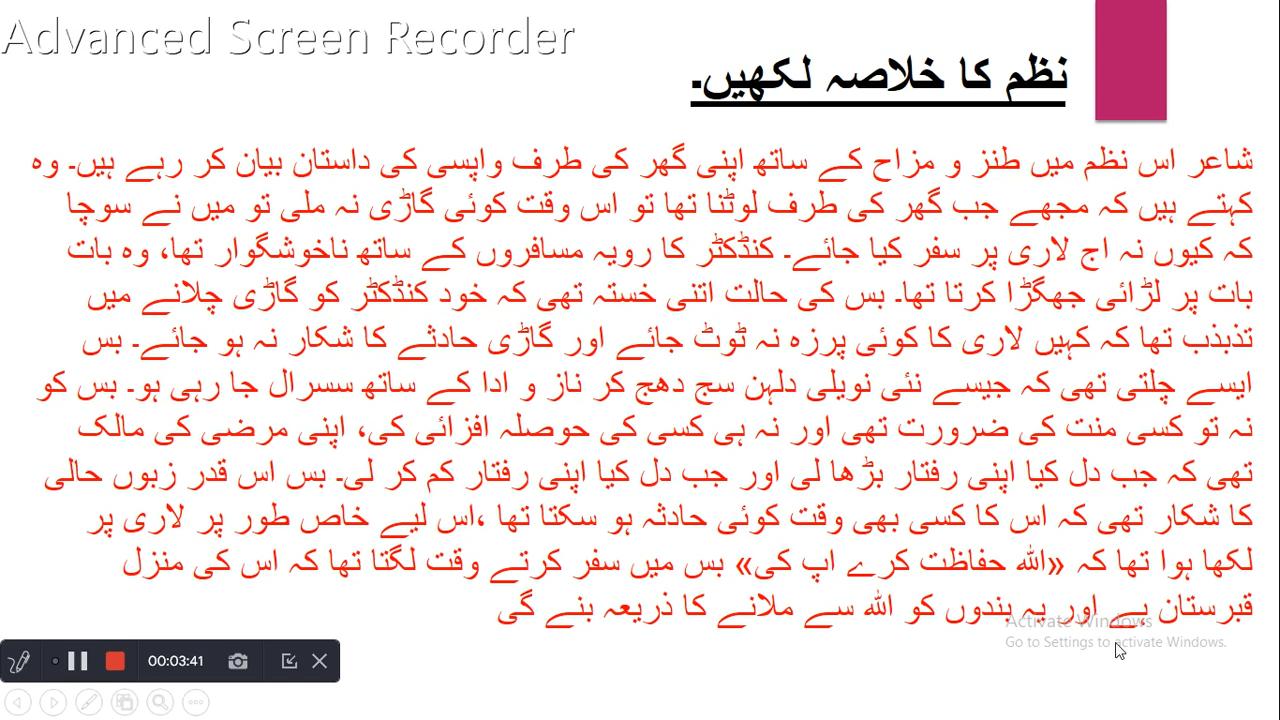 Advanced Screen Recorder
نظم کا خلاصہ لکھیں۔
شاعر اس نظم میں طنز و مزاح کے ساتھ اپنی گھر کی طرف واپسی کی داستان بیان کر رہے ہیں۔ وہ
کہتے ہیں کہ مجھے جب گھر کی طرف لوٹنا تھا تو اس وقت کوئی گاڑی نہ ملی تو میں نے سوچا
کہ کیوں نہ اج لاری پر سفر کیا جائے۔ کنڈکٹر کا رویہ مسافروں کے ساتھ ناخوشگوار تھا، وہ بات
بات پر لڑائی جھگڑا کرتا تھا۔ بس کی حالت اتنی خستہ تھی کہ خود کنڈکٹر کو گاڑی چلانے میں
تذبذب تھا کہ کہیں لاری کا کوئی پرزہ نہ ٹوٹ جائے اور گاڑی حادثے کا شکار نہ ہو جائے۔ بس
ایسے چلتی تھی کہ جیسے نئی نویلی دلہن سج دھج کر ناز و ادا کے ساتھ سسرال جا رہی ہو۔ بس کو
نہ تو کسی منت کی ضرورت تھی اور نہ ہی کسی کی حوصلہ افزائی کی، اپنی مرضی کی مالک
تھی کہ جب دل کیا اپنی رفتار بڑھا لی اور جب دل کیا اپنی رفتار کم کر لی۔ بس اس قدر زبوں حالی
کا شکار تھی کہ اس کا کسی بھی وقت کوئی حادثہ ہو سکتا تھا ،اس لیے خاص طور پر لاری پر
لکھا ہوا تھا کہ «اللہ حفاظت کرے اپ کی» بس میں سفر کرتے وقت لگتا تھا کہ اس کی منزل
قبرستان ہے اور یہ بندوں کو اللہ سے ملانے کا ذریعہ بنے گی
Activate Windows
Go to Settings to activate Windows.
00:03:41